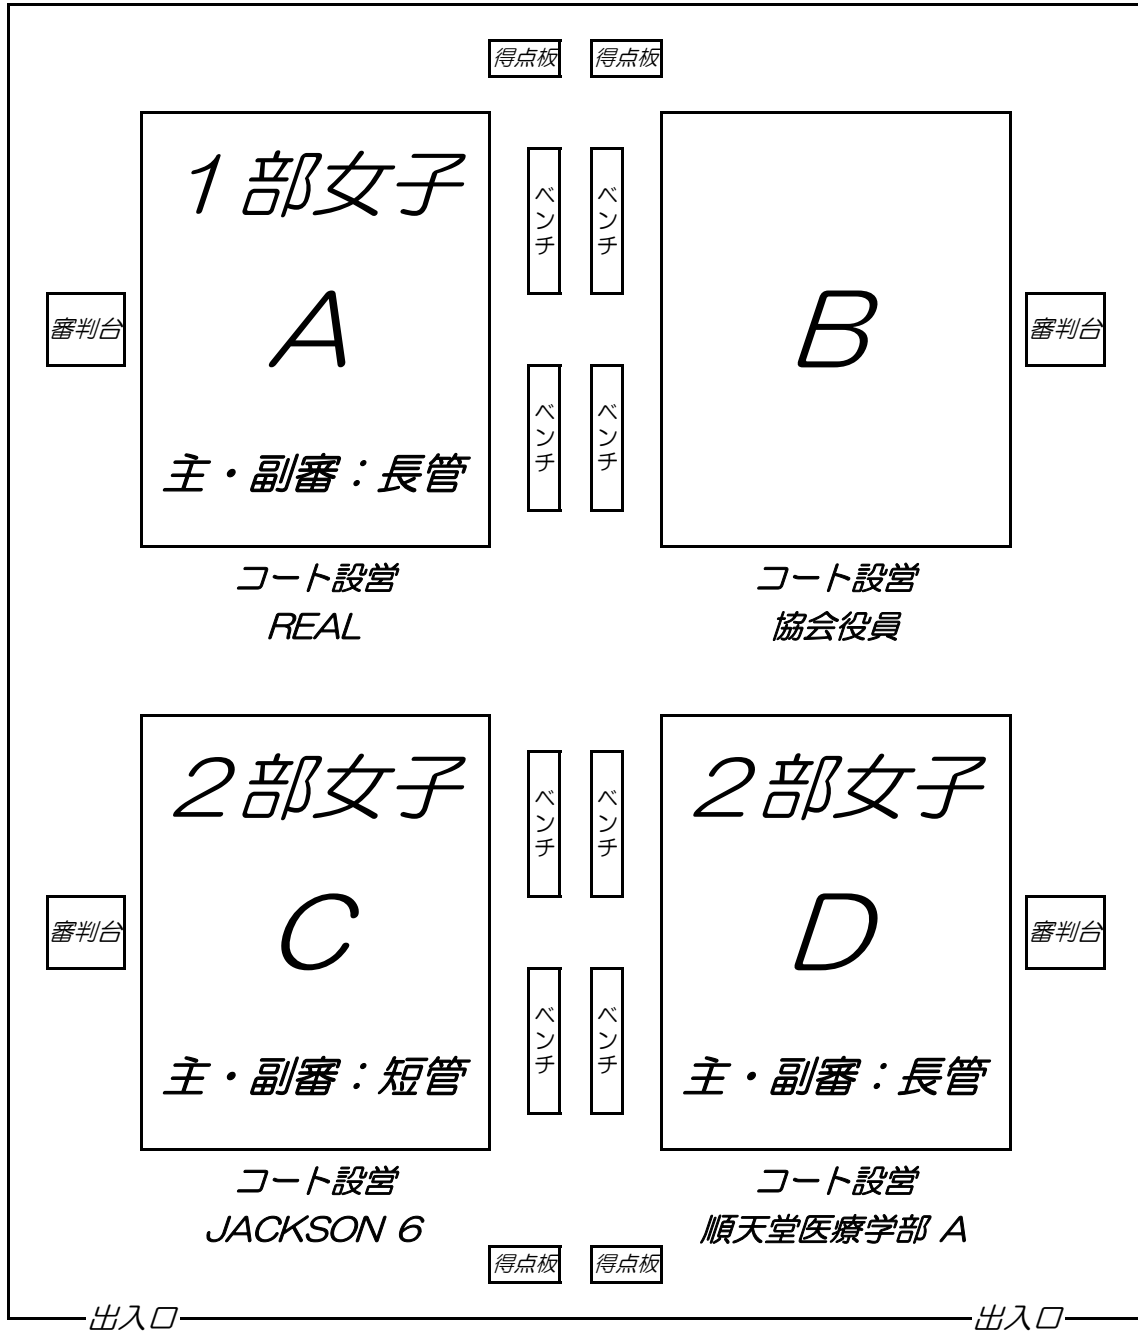 得点板 得点板
1部女子
ベンチ ベンチ
審判台 A B 審判台
ベンチ ベンチ
主・副審：長管
コート設営 コート設営
REAL 協会役員
2部女子 2部女子
ベンチ ベンチ
審判台 C D 審判台
ベンチ ベンチ
主・副審：短管 主・副審：長管
コート設営 コート設営
JACKSON 6 順天堂医療学部 A
得点板 得点板
出入口 出入口